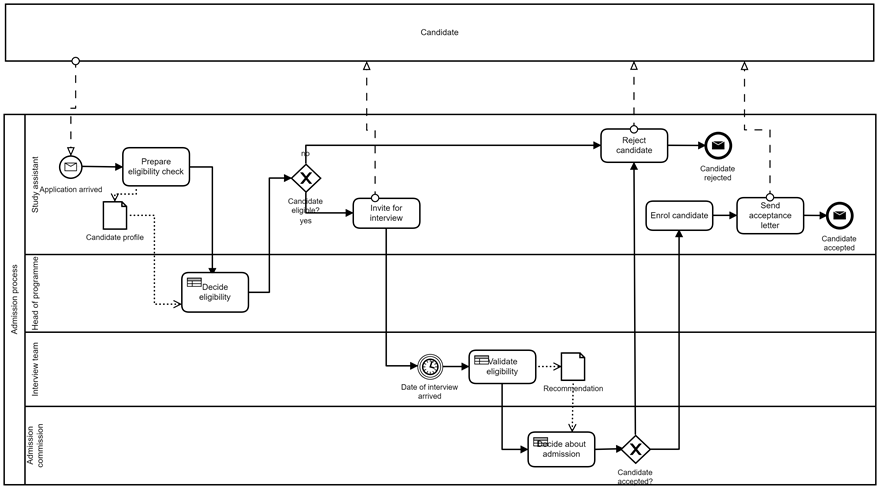 Candidate
Admission process
Study assistant
Head of programme
Interview team
Admission
commission
Application arrived
Prepare
eligibility check
Candidate profile
Decide
eligibility
no
Candidate
eligible?
yes
Invite for
interview
Reject
candidate
Candidate
rejected
Enrol candidate
Send
acceptance
letter
Candidate
accepted
Date of interview
arrived
Validate
eligibility
Recommendation
Decide about
admission
Candidate
accepted?